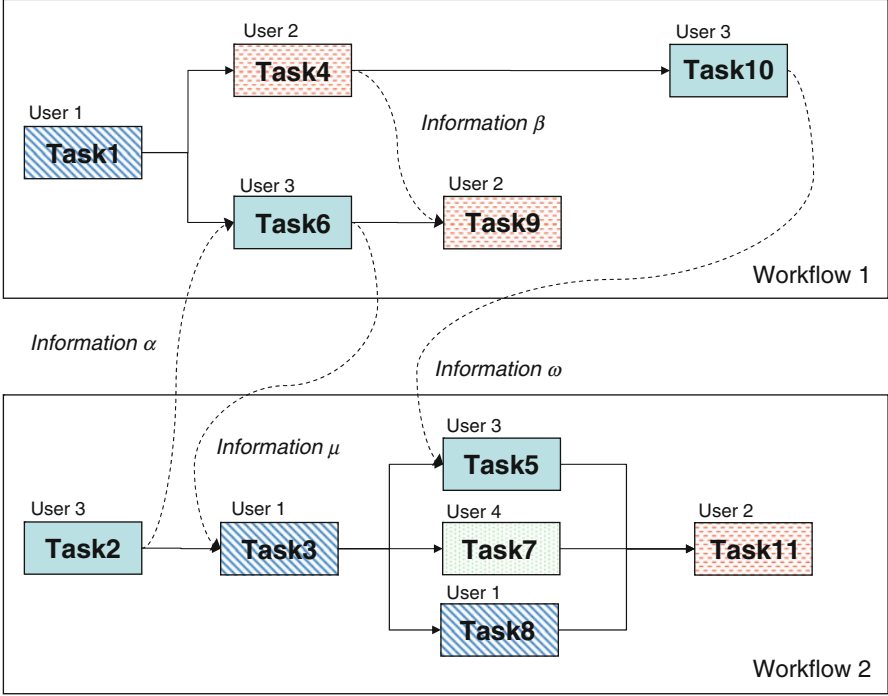 User 2
Task4
User 3
Task10
User 1
Task1
Information β
User 3
Task6
User 2
Task9
Workflow 1
Information α
Information ω
Information μ
User 3
Task5
User 3
Task2
User 1
Task3
User 4
Task7
User 2
Task11
User 1
Task8
Workflow 2